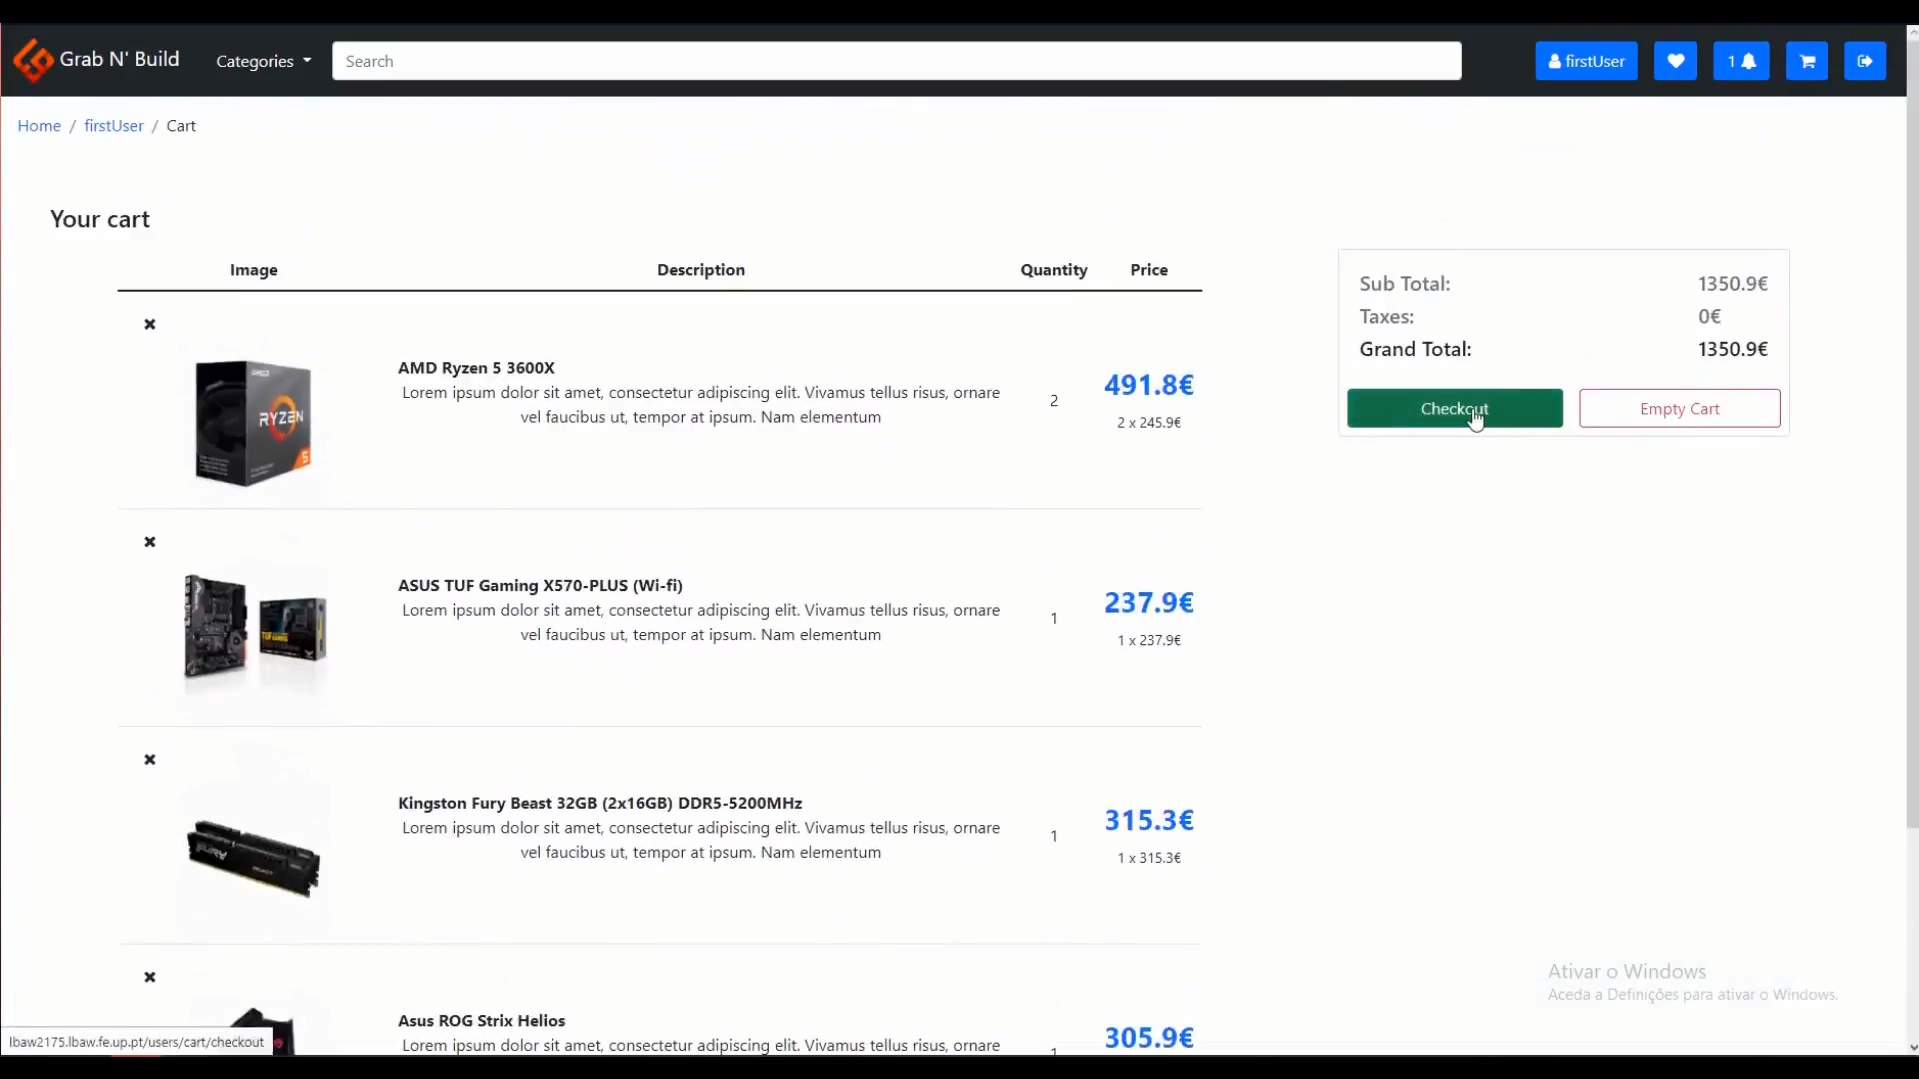 Grab N' Build
Categories
Search
firstUser
1
Home / firstUser / Cart
Your cart
Image Description Quantity Price
Sub Total: 1350.9€
Taxes: 0€
Grand Total: 1350.9€
Checkout Empty Cart
RYZEN
5
AMD Ryzen 5 3600X
Lorem ipsum dolor sit amet, consectetur adipiscing elit. Vivamus tellus risus, ornare
vel faucibus ut, tempor at ipsum. Nam elementum
2
491.8€
2 x 245.9€
TUF GAMING
ASUS TUF Gaming X570-PLUS (Wi-fi)
Lorem ipsum dolor sit amet, consectetur adipiscing elit. Vivamus tellus risus, ornare
vel faucibus ut, tempor at ipsum. Nam elementum
1
237.9€
1 x 237.9€
FURY
Kingston Fury Beast 32GB (2x16GB) DDR5-5200MHz
Lorem ipsum dolor sit amet, consectetur adipiscing elit. Vivamus tellus risus, ornare
vel faucibus ut, tempor at ipsum. Nam elementum
1
315.3€
1 x 315.3€
Asus ROG Strix Helios
Lorem ipsum dolor sit amet, consectetur adipiscing elit. Vivamus tellus risus, ornare
305.9€
Ativar o Windows
Aceda a Definições para ativar o Windows.
lbaw2175.lbaw.fe.up.pt/users/cart/checkout